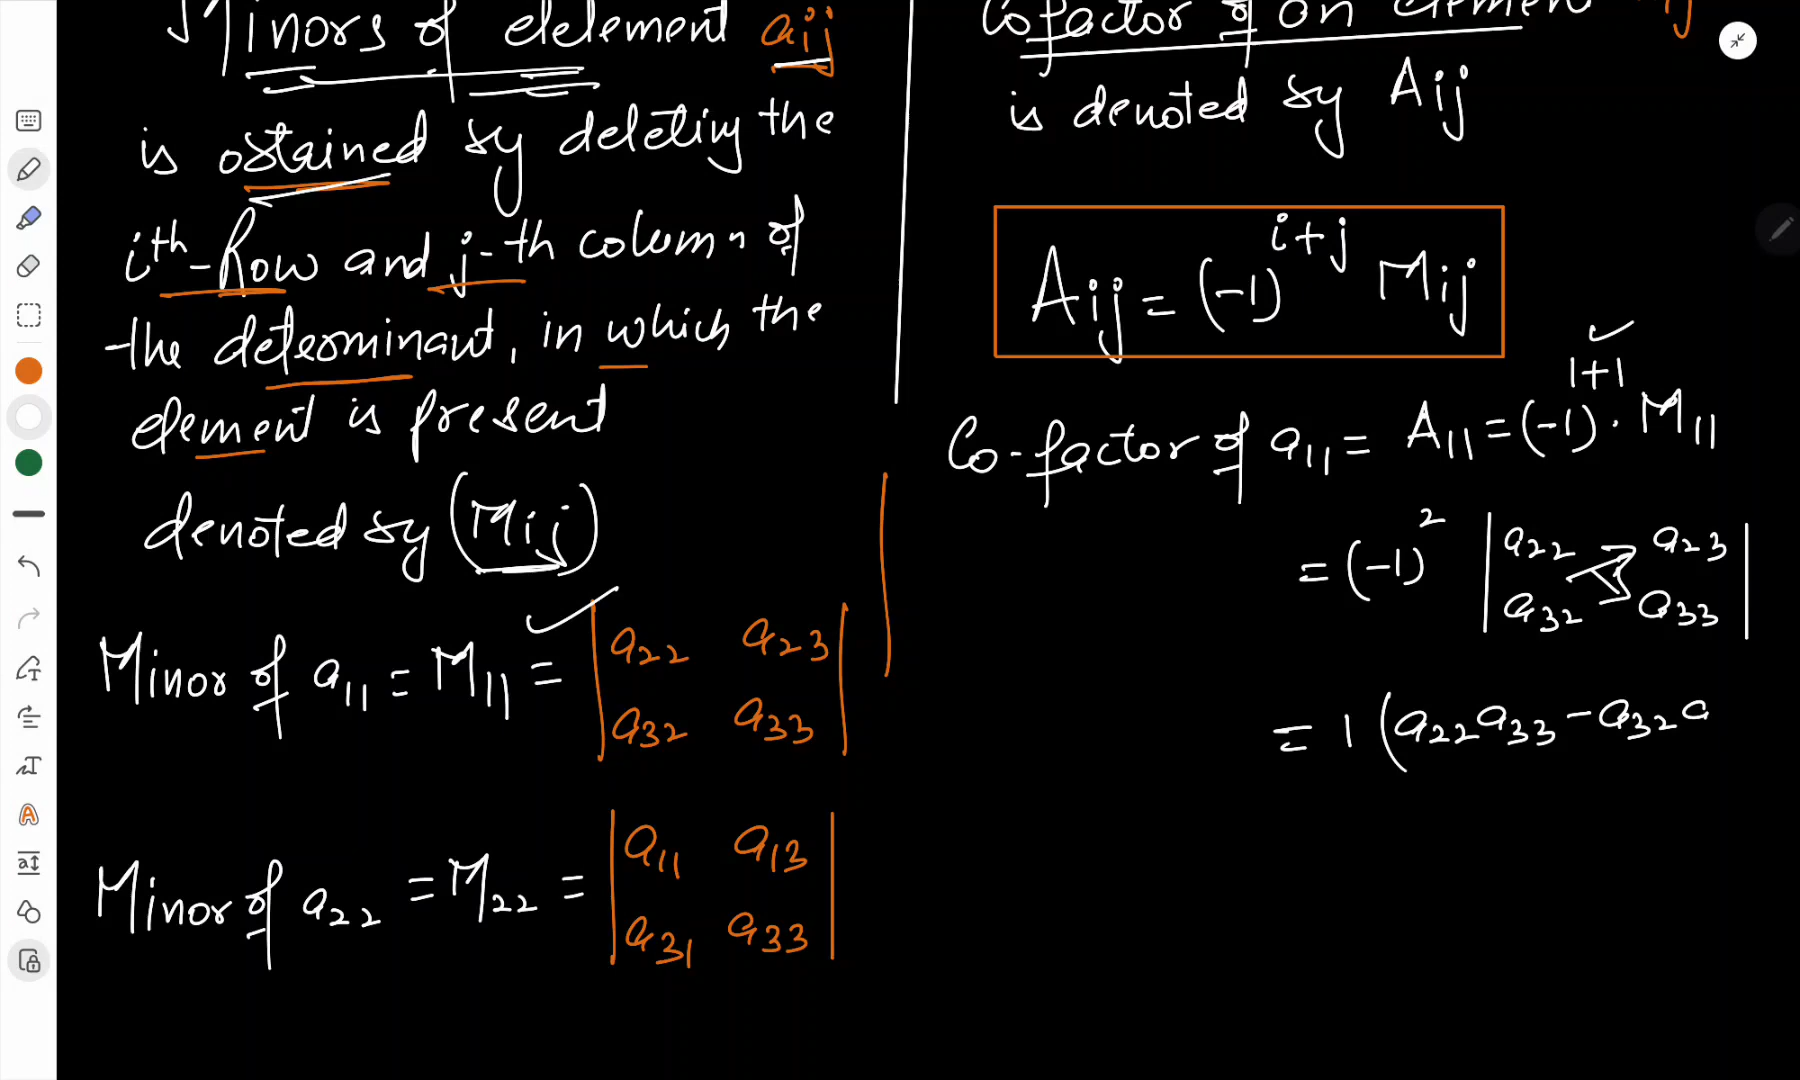 Minors of elelement aij
is obtained by deleting the
ith-Row and j-th column of
the determinant, in which the
element is present
denoted by (Mij)
Minor of a11 = M11 = | a22 a23
a32 a33 |
Minor of a22 = M22 = | a11 a13
a31 a33 |
Cofactor of an element
is denoted by Aij
Aij = (-1)^i+j Mij
Co-factor of a11 = A11 = (-1)^1+1 . M11
= (-1)^2 | a22 a23
a32 a33 |
= 1 (a22a33 - a32a